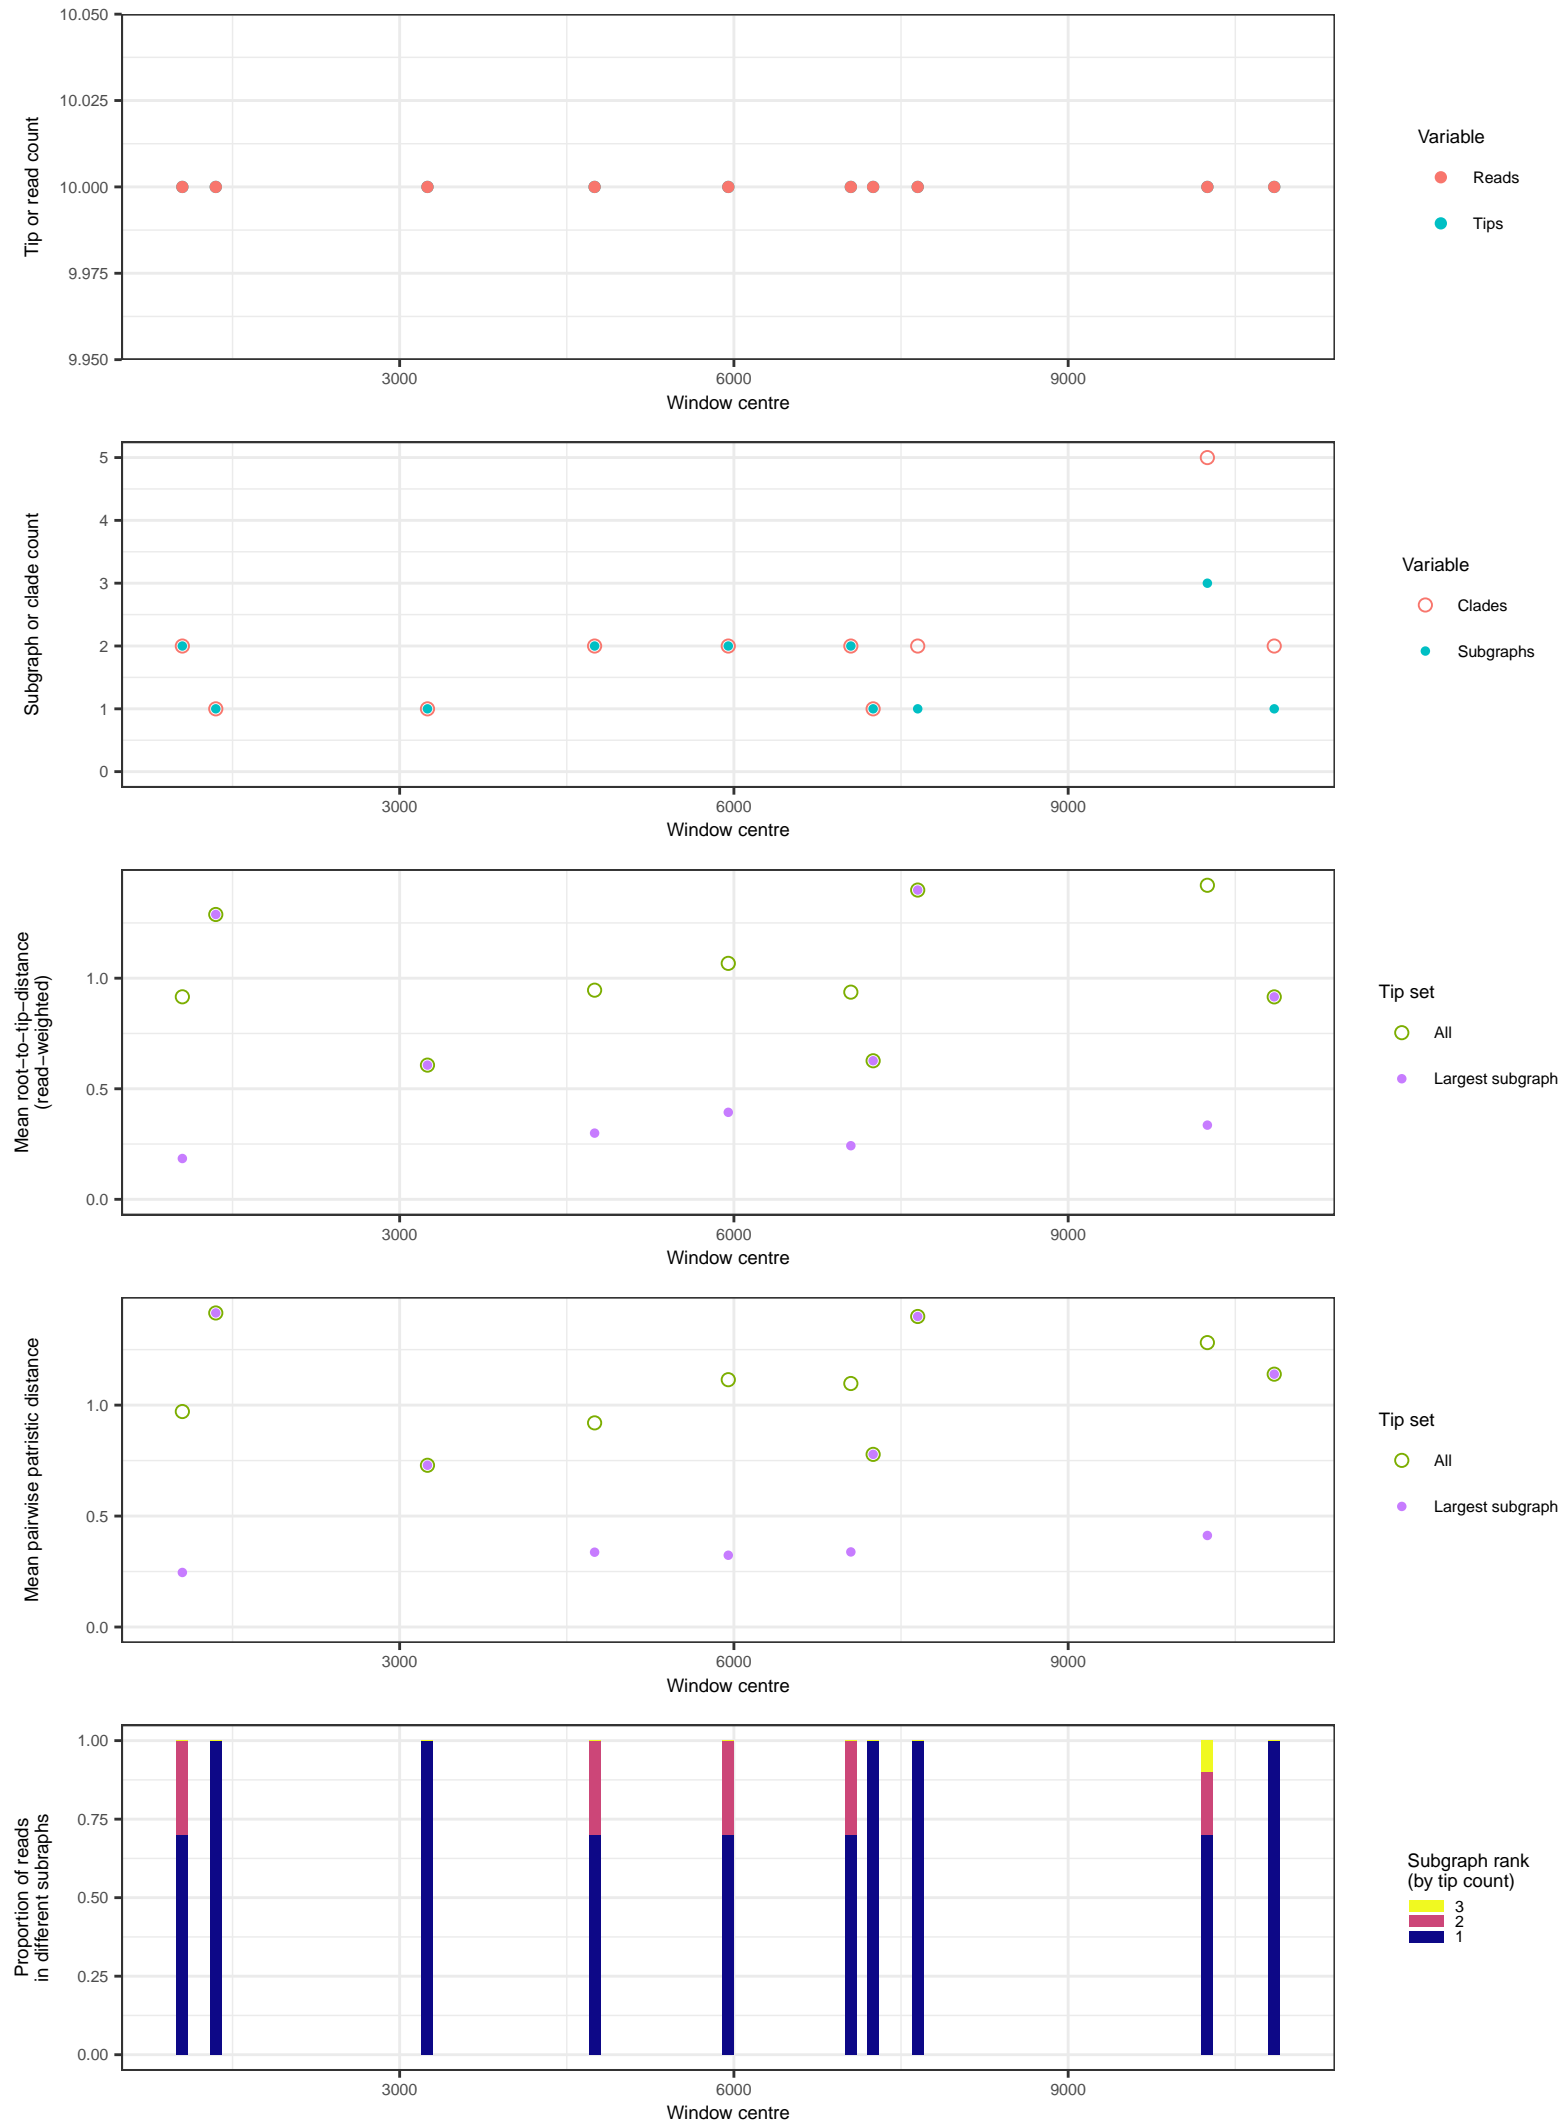 10.050
10.025
10.000
9.975
9.950
Tip or read count
3000
6000
9000
Window centre
Variable
Reads
Tips
5
4
3
2
1
0
Subgraph or clade count
3000
6000
9000
Window centre
Variable
Clades
Subgraphs
1.0
0.5
0.0
Mean root−to−tip−distance
(read−weighted)
3000
6000
9000
Window centre
Tip set
All
Largest subgraph
1.0
0.5
0.0
Mean pairwise patristic distance
3000
6000
9000
Window centre
Tip set
All
Largest subgraph
1.00
0.75
0.50
0.25
0.00
Proportion of reads
in different subraphs
3000
6000
9000
Window centre
Subgraph rank
(by tip count)
3
2
1